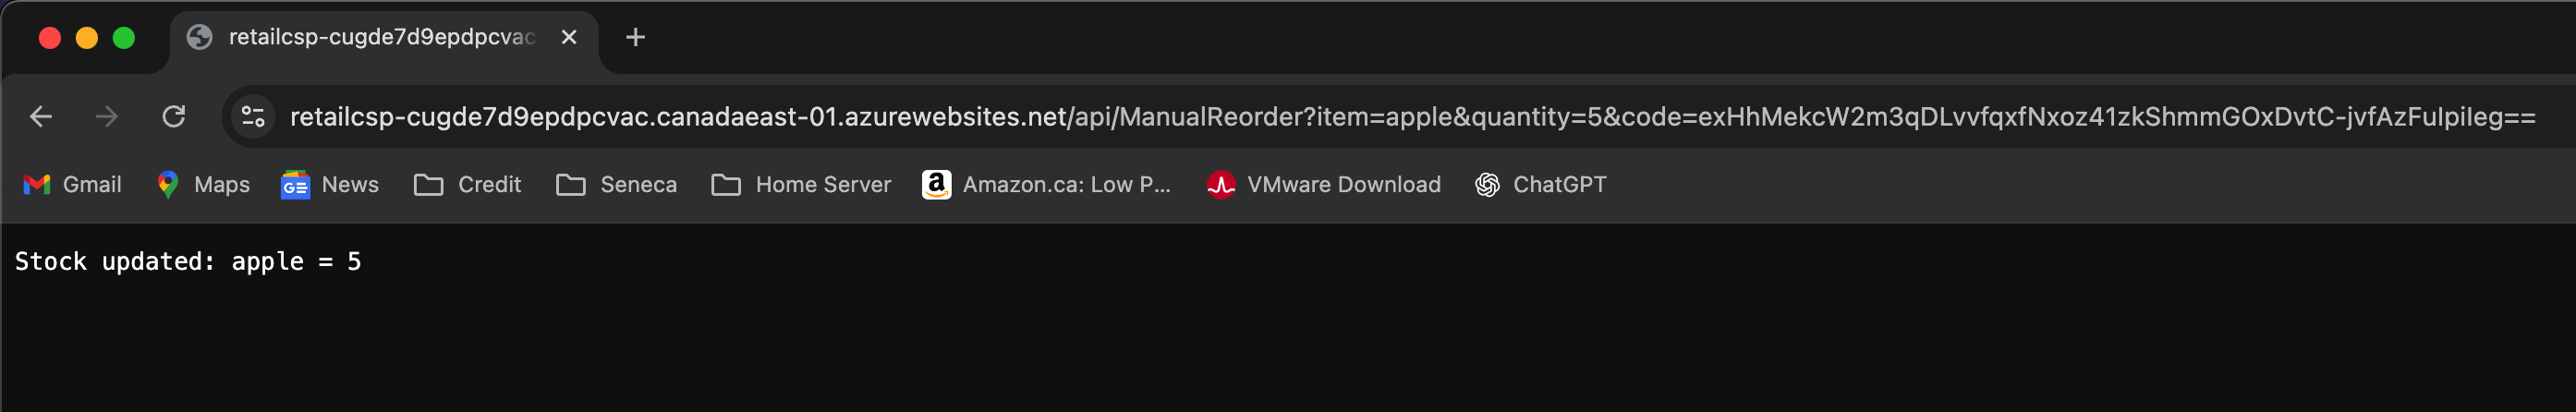 retailcsp-cugde7d9epdpcvac
retailcsp-cugde7d9epdpcvac.canadaeast-01.azurewebsites.net/api/ManualReorder?item=apple&quantity=5&code=exHhMekcW2m3qDLvvfqxfNxoz41zkShmmGOxDvtC-jvfAzFuIpiIeg==
Gmail Maps News Credit Seneca Home Server Amazon.ca: Low P... VMware Download ChatGPT
Stock updated: apple = 5